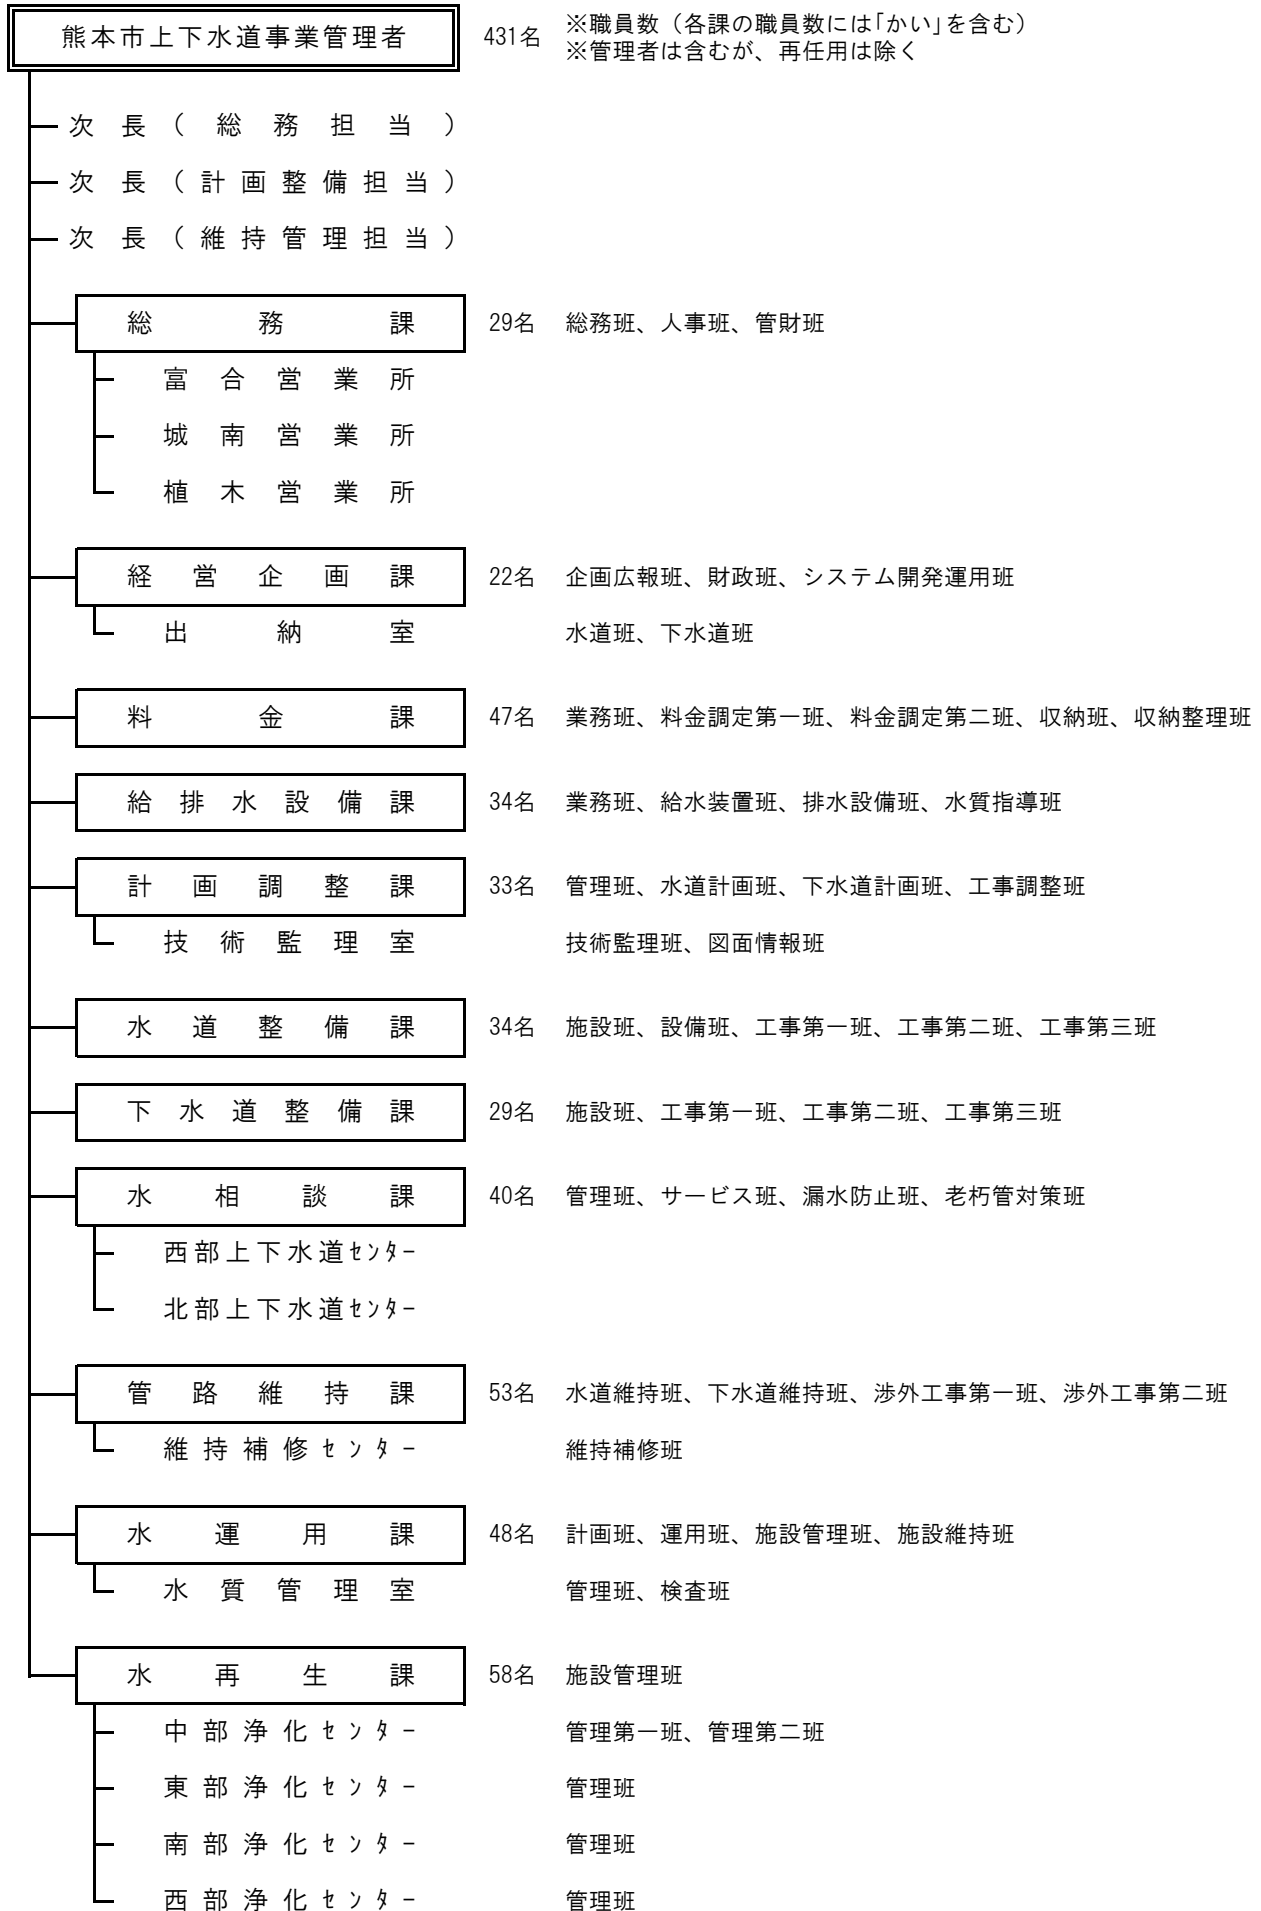 熊本市上下水道事業管理者 431名 ※職員数（各課の職員数には｢かい｣を含む）
※管理者は含むが、再任用は除く
次長（総務担当）
次長（計画整備担当）
次長（維持管理担当）
総務課 29名 総務班、人事班、管財班
富合営業所
城南営業所
植木営業所
経営企画課 22名 企画広報班、財政班、システム開発運用班
出納室 水道班、下水道班
料金課 47名 業務班、料金調定第一班、料金調定第二班、収納班、収納整理班
給排水設備課 34名 業務班、給水装置班、排水設備班、水質指導班
計画調整課 33名 管理班、水道計画班、下水道計画班、工事調整班
技術監理室 技術監理班、図面情報班
水道整備課 34名 施設班、設備班、工事第一班、工事第二班、工事第三班
下水道整備課 29名 施設班、工事第一班、工事第二班、工事第三班
水相談課 40名 管理班、サービス班、漏水防止班、老朽管対策班
西部上下水道ｾﾝﾀｰ
北部上下水道ｾﾝﾀｰ
管路維持課 53名 水道維持班、下水道維持班、渉外工事第一班、渉外工事第二班
維持補修ｾﾝﾀｰ 維持補修班
水運用課 48名 計画班、運用班、施設管理班、施設維持班
水質管理室 管理班、検査班
水再生課 58名 施設管理班
中部浄化ｾﾝﾀｰ 管理第一班、管理第二班
東部浄化ｾﾝﾀｰ 管理班
南部浄化ｾﾝﾀｰ 管理班
西部浄化ｾﾝﾀｰ 管理班